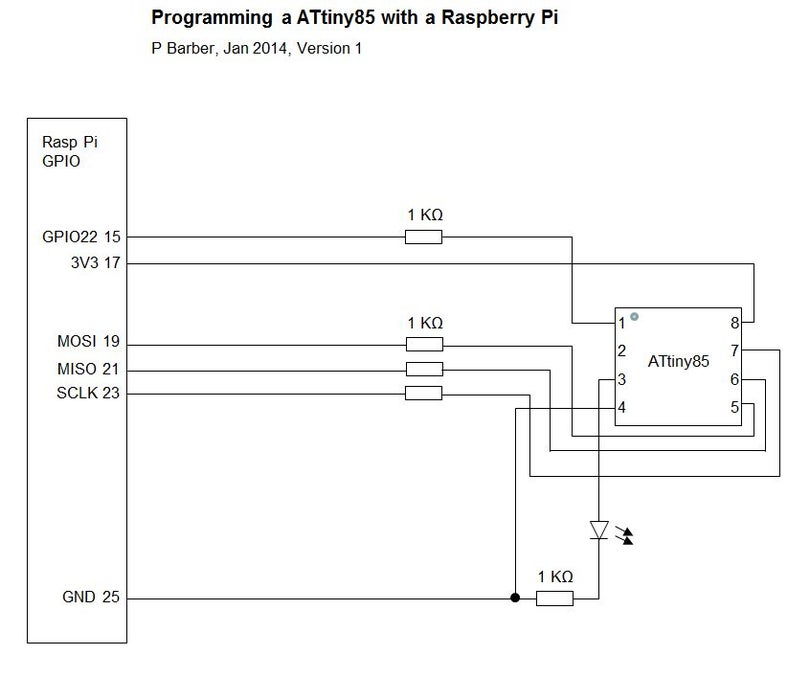 Programming a ATtiny85 with a Raspberry Pi
P Barber, Jan 2014, Version 1
Rasp Pi
GPIO
1 KΩ
GPIO22 15
3V3 17
1 KΩ
MOSI 19
MISO 21
SCLK 23
1 8
2 7
ATtiny85
3 6
4 5
1 KΩ
GND 25